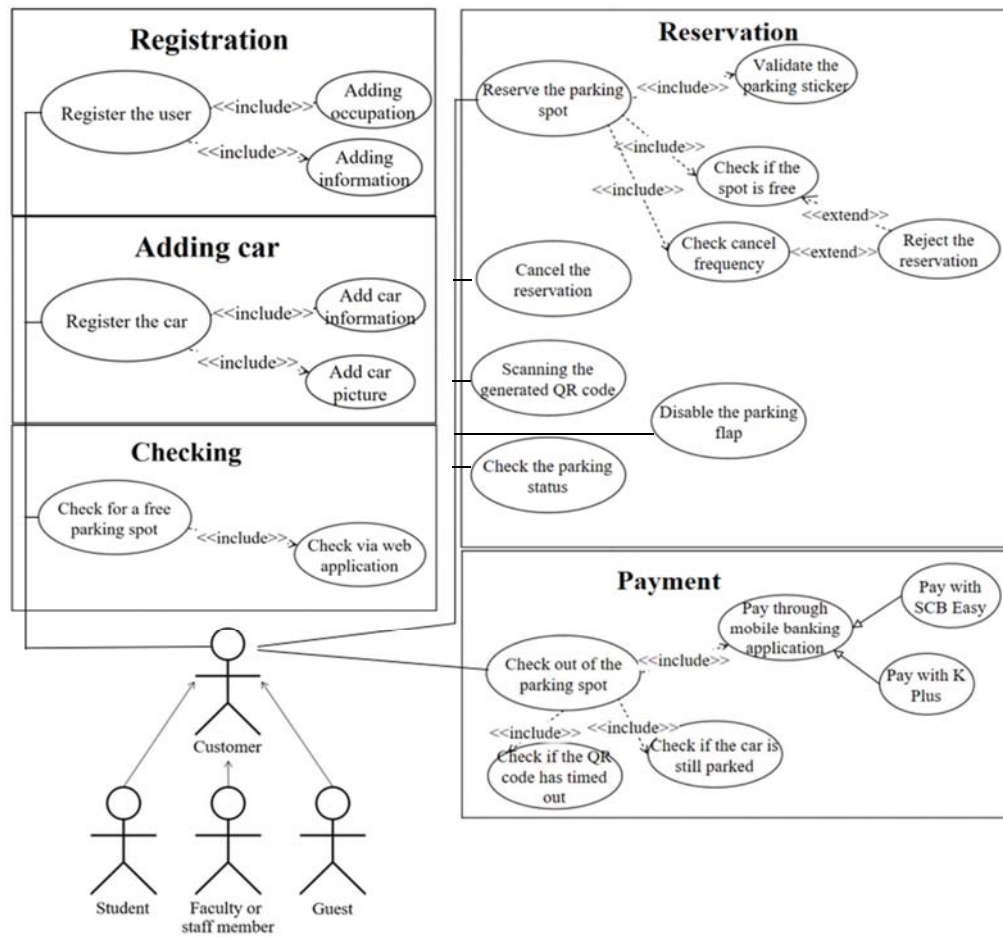 Registration
Register the user
<<include>>
Adding
occupation
<<include>>
Adding
information
Adding car
Register the car
<<include>>
Add car
information
<<include>>
Add car
picture
Checking
Check for a free
parking spot
<<include>>
Check via web
application
Reservation
Reserve the parking
spot
<<include>>
Validate the
parking sticker
<<include>>
Check if the
spot is free
<<include>>
<<extend>>
Check cancel
frequency
<<extend>>
Reject the
reservation
Cancel the
reservation
Scanning the
generated QR code
Disable the parking
flap
Check the parking
status
Payment
Check out of the
parking spot
<<include>>
Pay through
mobile banking
application
Pay with
SCB Easy
Pay with K
Plus
<<include>>
Check if the QR
code has timed
out
<<include>>
Check if the car is
still parked
Customer
Student
Faculty or
staff member
Guest